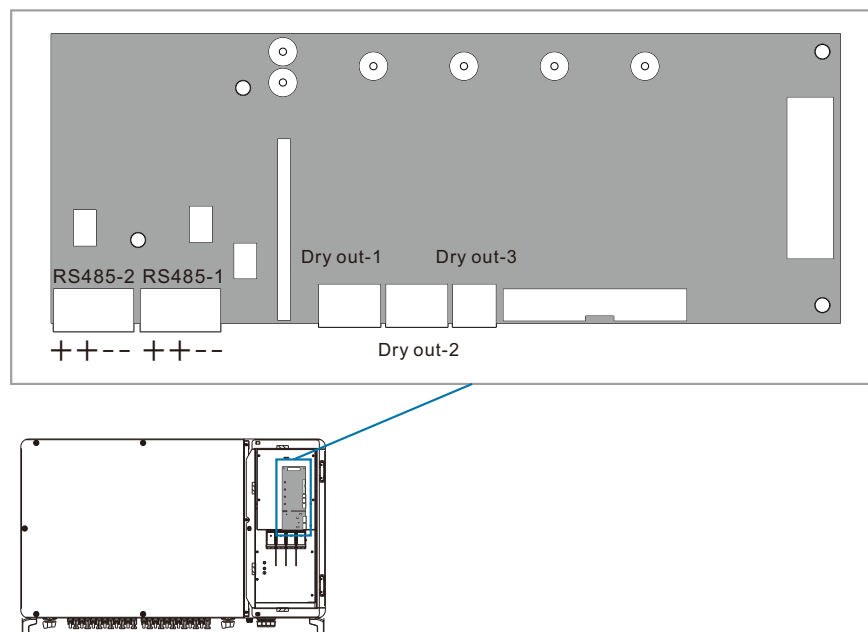 Dry out-1 Dry out-3
RS485-2 RS485-1
++-- ++--
Dry out-2